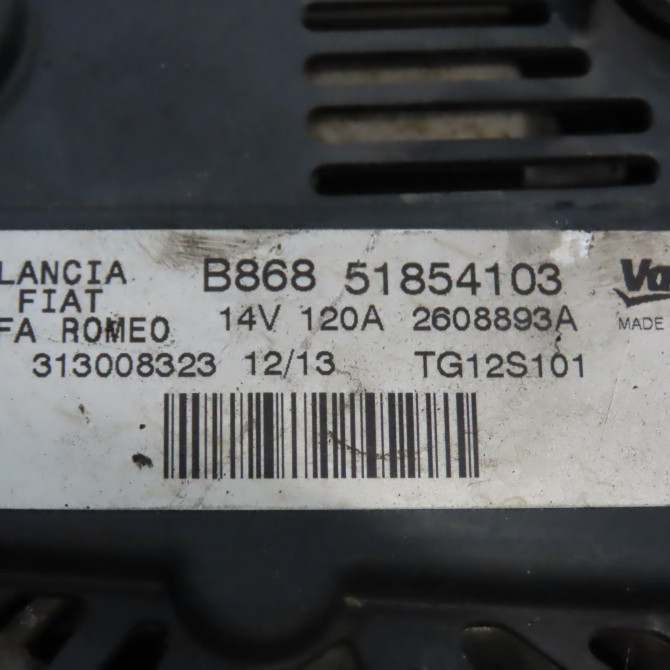 LANCIA B868 51854103
FIAT
FA ROMEO 14V 120A 2608893A MADE
313008323 12/13 TG12S101